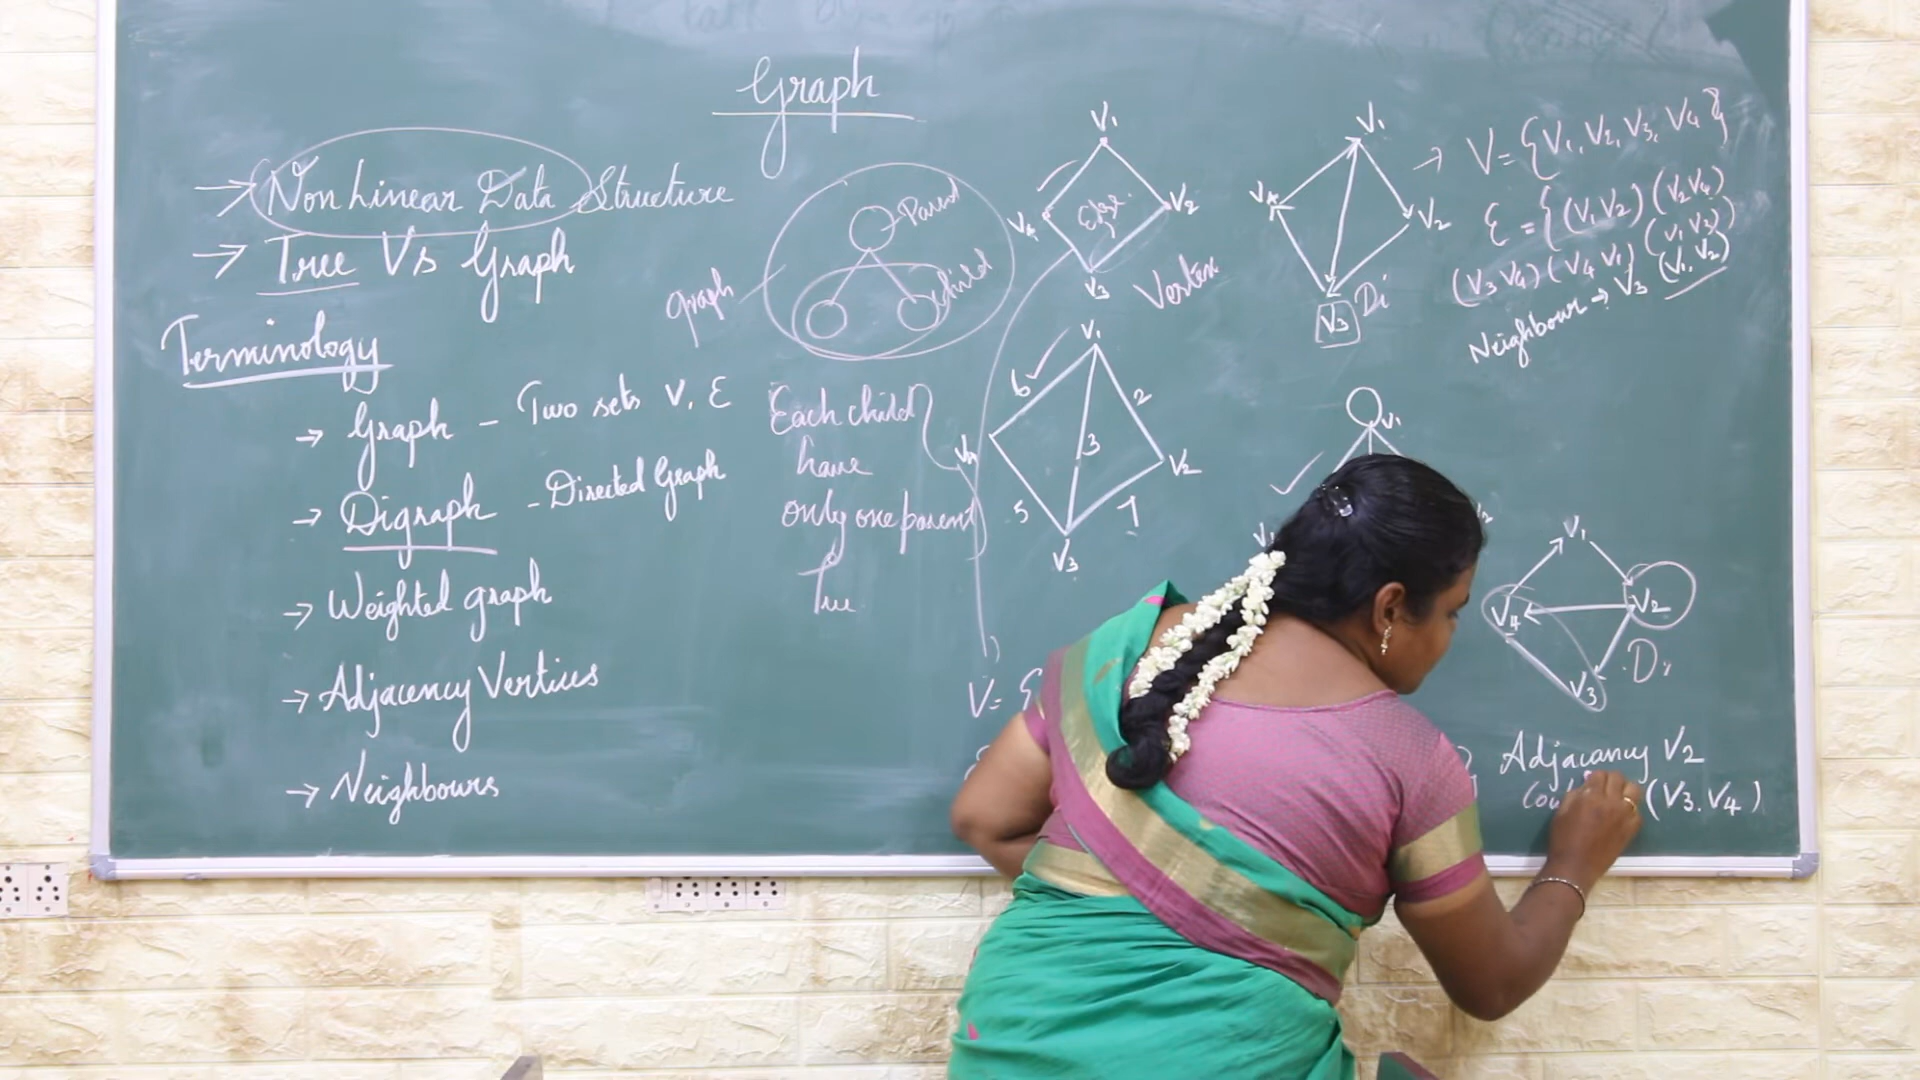 Graph
→ Non Linear Data Structure
→ Tree Vs Graph
Terminology
→ Graph - Two sets V, E
→ Digraph - Directed Graph
→ Weighted graph
→ Adjacency Vertices
→ Neighbours
graph
Parent
child
Each child
have
only one parent
Tree
V1
V4
Edge.
V2
V3
Vertex
V1
V4
V2
V3
Di
→ V = {V1, V2, V3, V4}
E = {(V1 V2) (V2 V4)
(V3 V4) (V4 V1) (V1 V3)}
Neighbour → V3 (V1, V2)
V1
6
2
3
V4
V2
5
7
V3
V1
V=
V1
V4
V2
V3
Di
Adjacancy V2
(V3. V4)